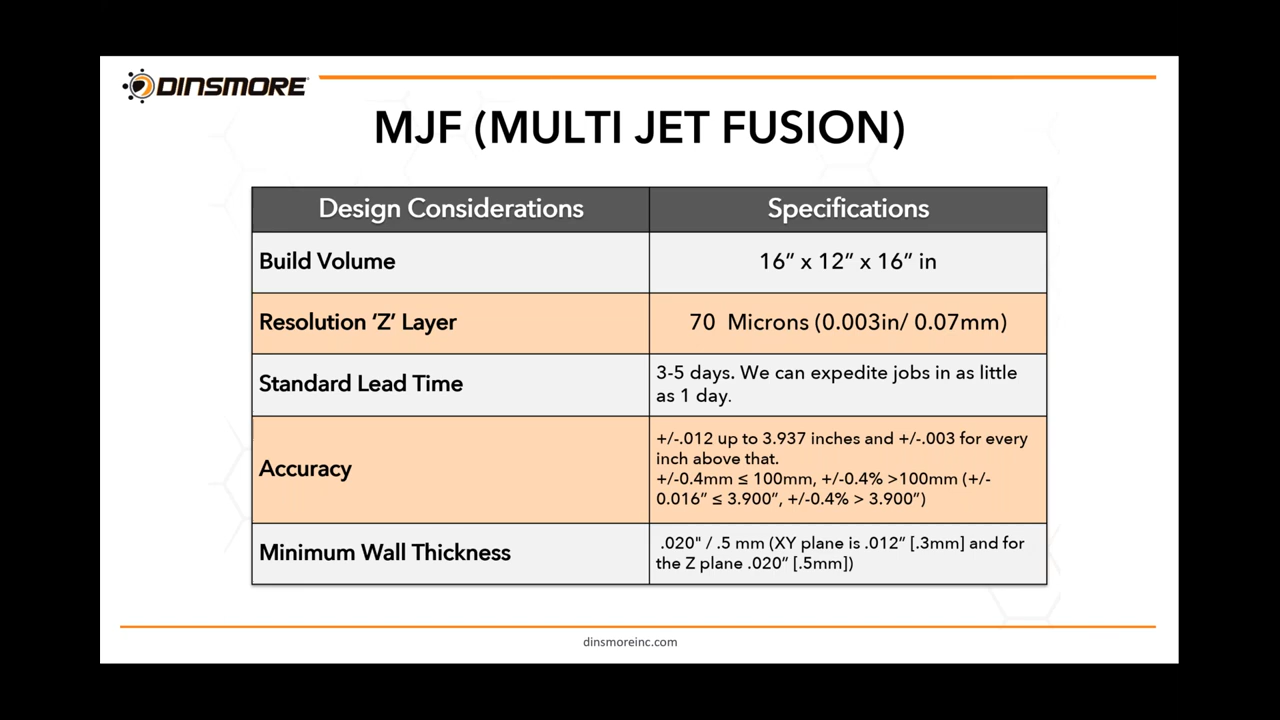 DINSMORE
MJF (MULTI JET FUSION)
Design Considerations
Specifications
Build Volume
16” x 12” x 16” in
Resolution ‘Z’ Layer
70  Microns (0.003in/ 0.07mm)
Standard Lead Time
3-5 days. We can expedite jobs in as little
as 1 day.
Accuracy
+/-.012 up to 3.937 inches and +/-.003 for every
inch above that.
+/-0.4mm ≤ 100mm, +/-0.4% >100mm (+/-
0.016” ≤ 3.900”, +/-0.4% > 3.900”)
Minimum Wall Thickness
.020" / .5 mm (XY plane is .012” [.3mm] and for
the Z plane .020” [.5mm])
dinsmoreinc.com